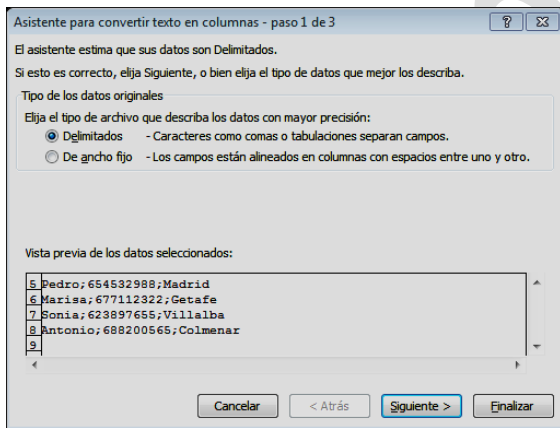 Asistente para convertir texto en columnas - paso 1 de 3
El asistente estima que sus datos son Delimitados.
Si esto es correcto, elija Siguiente, o bien elija el tipo de datos que mejor los describa.
Tipo de los datos originales
Elija el tipo de archivo que describa los datos con mayor precisión:
Delimitados - Caracteres como comas o tabulaciones separan campos.
De ancho fijo - Los campos están alineados en columnas con espacios entre uno y otro.
Vista previa de los datos seleccionados:
5 Pedro;654532988;Madrid
6 Marisa;677112322;Getafe
7 Sonia;623897655;Villalba
8 Antonio;688200565;Colmenar
9
Cancelar < Atrás Siguiente > Finalizar